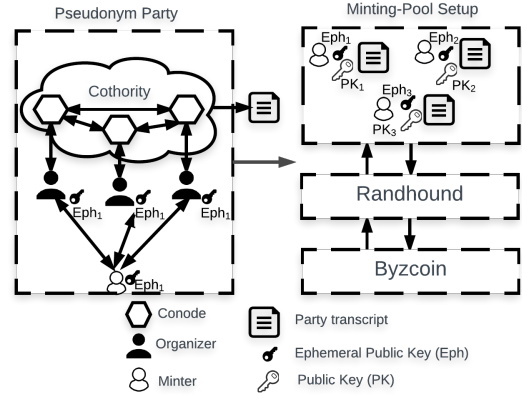 Pseudonym Party
Minting-Pool Setup
Cothority
Eph1
PK1
Eph2
PK2
Eph3
PK3
Eph1
Eph1
Eph1
Eph1
Randhound
Byzcoin
Conode
Organizer
Minter
Party transcript
Ephemeral Public Key (Eph)
Public Key (PK)